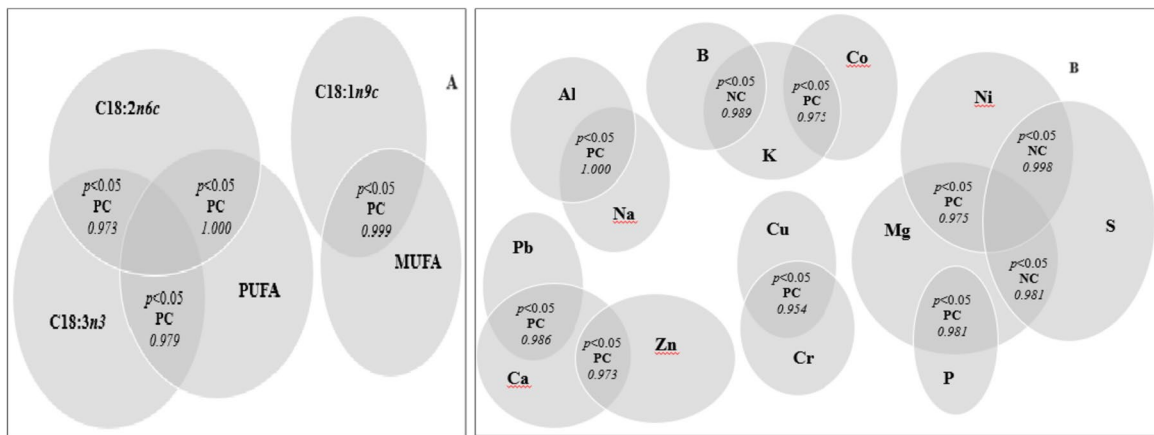 A
C18:2n6c
C18:1n9c
p<0.05
PC
0.973
p<0.05
PC
1.000
p<0.05
PC
0.999
C18:3n3
p<0.05
PC
0.979
PUFA
MUFA
B
Al
p<0.05
PC
1.000
Na
B
p<0.05
NC
0.989
K
p<0.05
PC
0.975
Co
Ni
p<0.05
NC
0.998
p<0.05
PC
0.975
Mg
S
p<0.05
NC
0.981
p<0.05
PC
0.981
P
Pb
p<0.05
PC
0.986
Ca
p<0.05
PC
0.973
Zn
Cu
p<0.05
PC
0.954
Cr